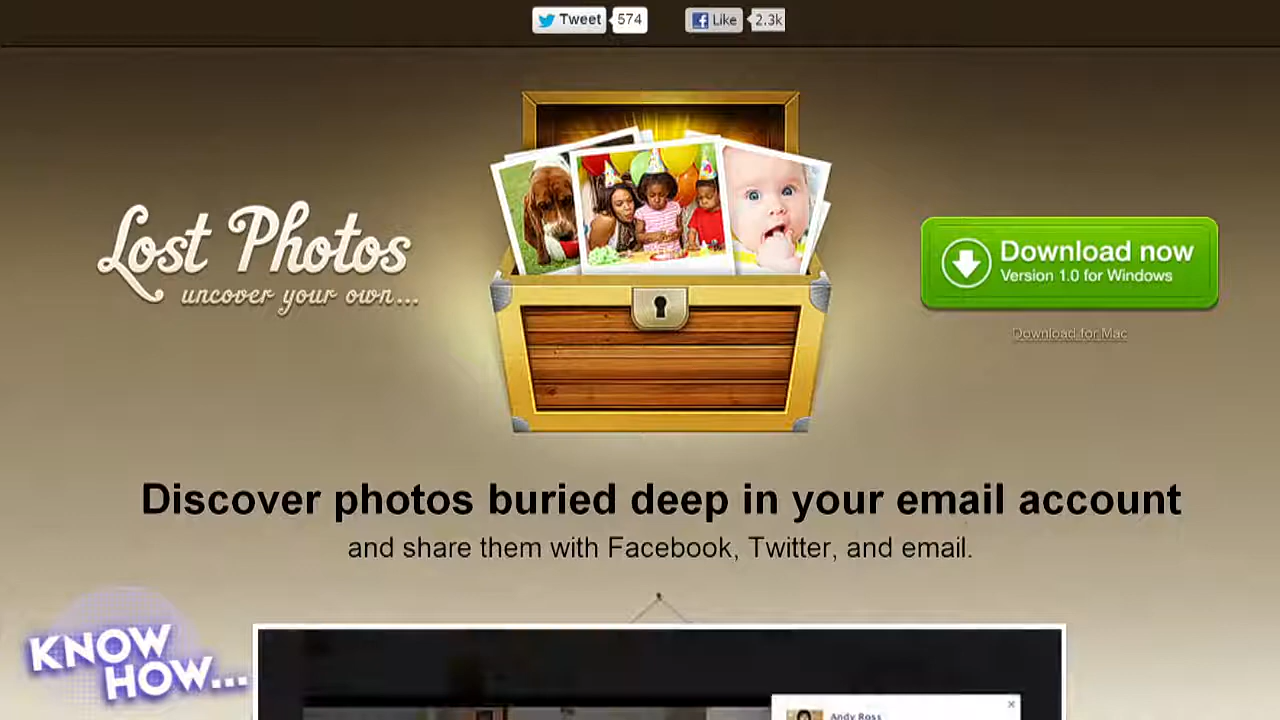 Tweet 574 Like 2.3k
Lost Photos
uncover your own...
Download now
Version 1.0 for Windows
Download for Mac
Discover photos buried deep in your email account
and share them with Facebook, Twitter, and email.
KNOW
HOW...
Andy Ross